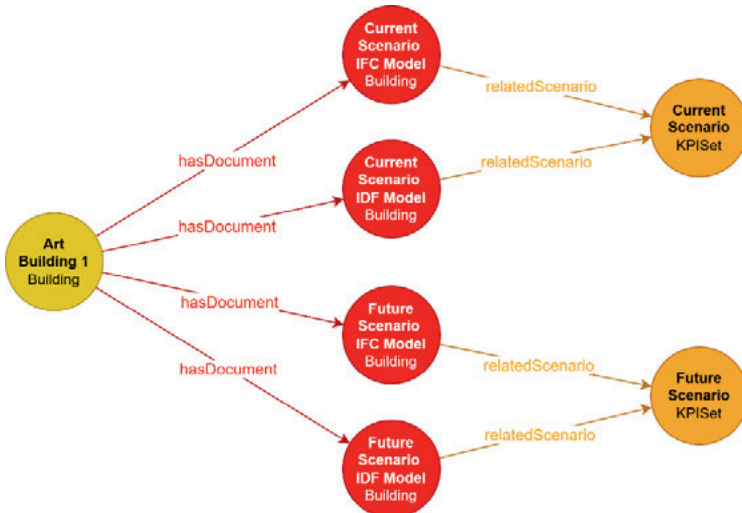 Current
Scenario
IFC Model
Building
relatedScenario
Current
Scenario
KPISet
hasDocument
Current
Scenario
IDF Model
Building
relatedScenario
hasDocument
Art
Building 1
Building
hasDocument
Future
Scenario
IFC Model
Building
relatedScenario
Future
Scenario
KPISet
hasDocument
relatedScenario
Future
Scenario
IDF Model
Building